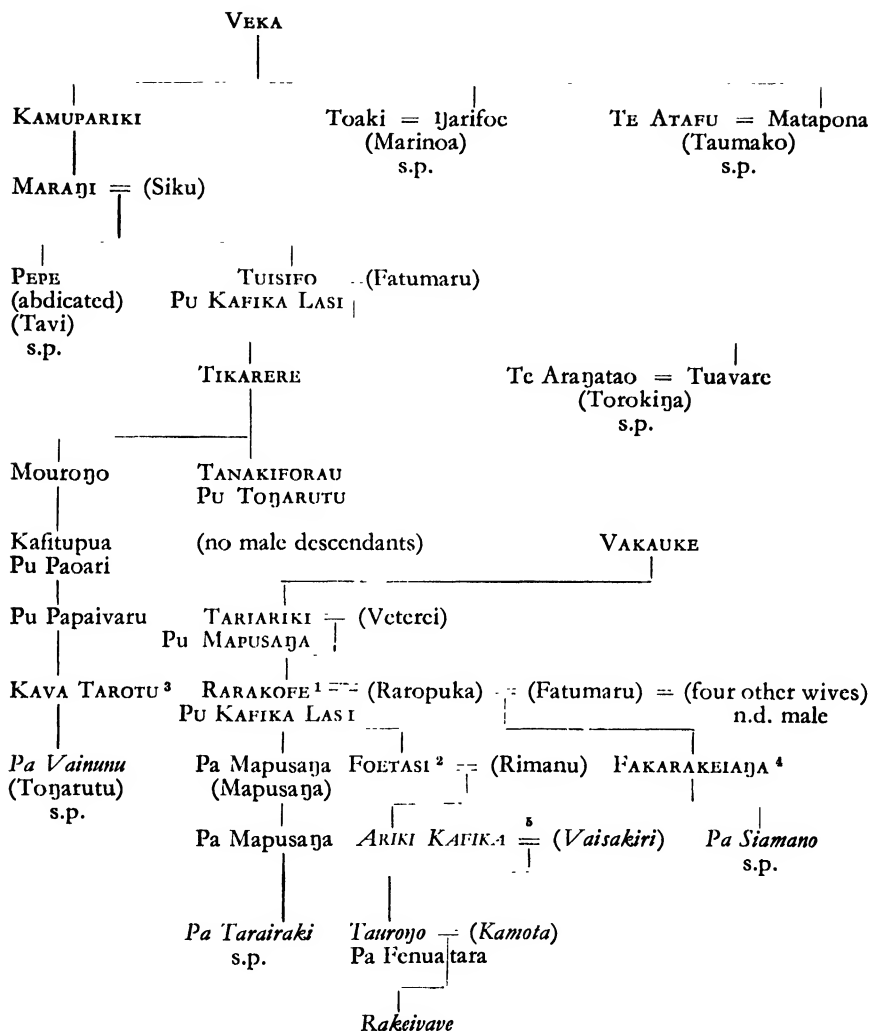 VEKA
KAMUPARIKI Toaki = Ŋarifoe TE ATAFU = Matapona
(Marinoa) (Taumako)
s.p. s.p.
MARAŊI = (Siku)
PEPE TUISIFO (Fatumaru)
(abdicated) PU KAFIKA LASI
(Tavi)
s.p.
TIKARERE Te Araŋatao = Tuavare
(Torokiŋa)
s.p.
Mouroŋo TANAKIFORAU
PU TOŊARUTU
Kafitupua (no male descendants) VAKAUKE
Pu Paoari
Pu Papaivaru TARIARIKI = (Veterei)
PU MAPUSAŊA
KAVA TAROTU ³ RARAKOFE ¹ = (Raropuka) = (Fatumaru) = (four other wives)
PU KAFIKA LASI n.d. male
Pa Vainunu Pa Mapusaŋa FOETASI ² = (Rimanu) FAKARAKEIAŊA ⁴
(Toŋarutu) (Mapusaŋa)
s.p.
Pa Mapusaŋa ARIKI KAFIKA ⁵ = (Vaisakiri) Pa Siamano
s.p.
Pa Tarairaki Tauroŋo = (Kamota)
s.p. Pa Fenuatara
Rakeivave